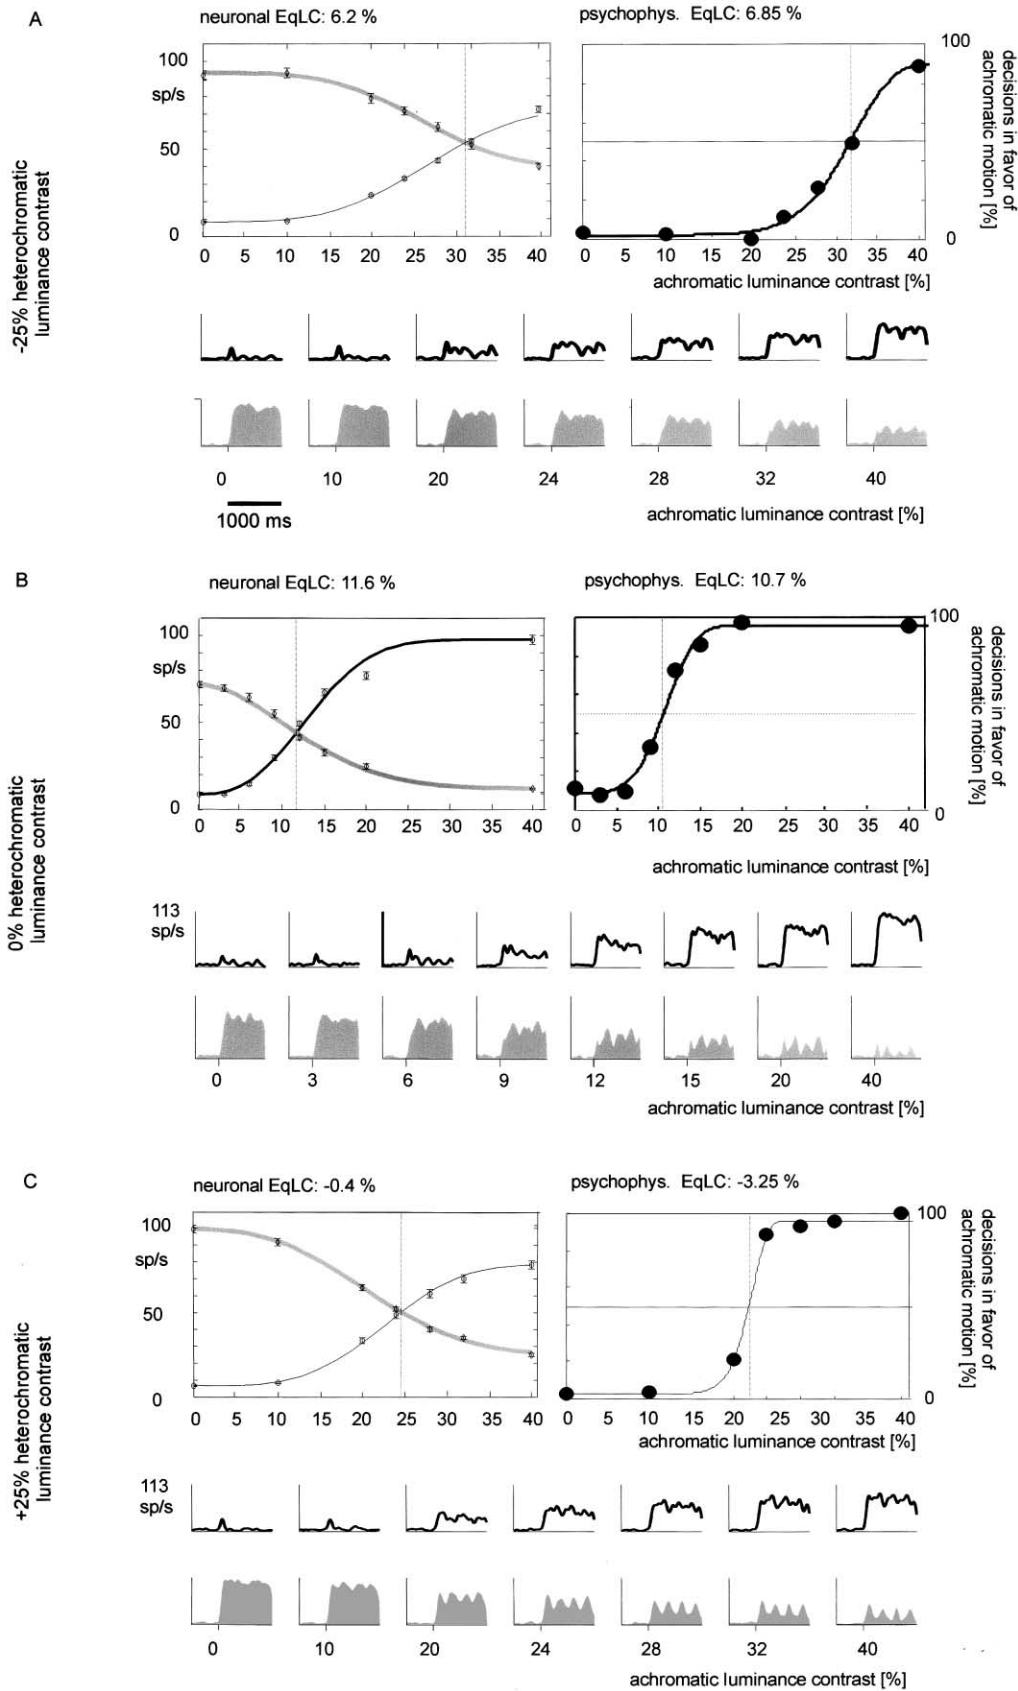 A
neuronal EqLC: 6.2 %
psychophys. EqLC: 6.85 %
-25% heterochromatic
luminance contrast
100
sp/s
50
0
0 5 10 15 20 25 30 35 40
100
0
decisions in favor of
achromatic motion
[%]
0 5 10 15 20 25 30 35 40
achromatic luminance contrast [%]
0 10 20 24 28 32 40
1000 ms
achromatic luminance contrast [%]
B
neuronal EqLC: 11.6 %
psychophys. EqLC: 10.7 %
0% heterochromatic
luminance contrast
100
sp/s
50
0
0 5 10 15 20 25 30 35 40
100
0
decisions in favor of
achromatic motion
[%]
0 5 10 15 20 25 30 35 40
achromatic luminance contrast [%]
113
sp/s
0 3 6 9 12 15 20 40
achromatic luminance contrast [%]
C
neuronal EqLC: -0.4 %
psychophys. EqLC: -3.25 %
+25% heterochromatic
luminance contrast
100
sp/s
50
0
0 5 10 15 20 25 30 35 40
100
0
decisions in favor of
achromatic motion [%]
0 5 10 15 20 25 30 35 40
achromatic luminance contrast [%]
113
sp/s
0 10 20 24 28 32 40
achromatic luminance contrast [%]